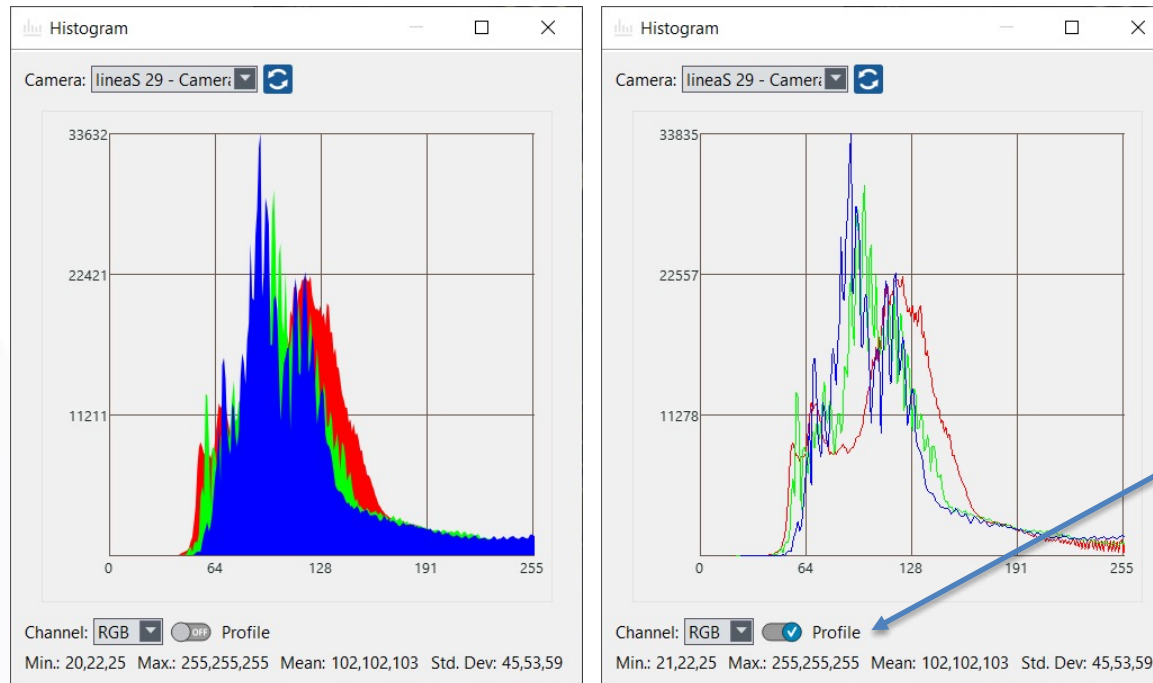 Histogram
Camera: lineaS 29 - Camera
33632
22421
11211
0 64 128 191 255
Channel: RGB OFF Profile
Min.: 20,22,25 Max.: 255,255,255 Mean: 102,102,103 Std. Dev: 45,53,59
Histogram
Camera: lineaS 29 - Camera
33835
22557
11278
0 64 128 191 255
Channel: RGB Profile
Min.: 21,22,25 Max.: 255,255,255 Mean: 102,102,103 Std. Dev: 45,53,59